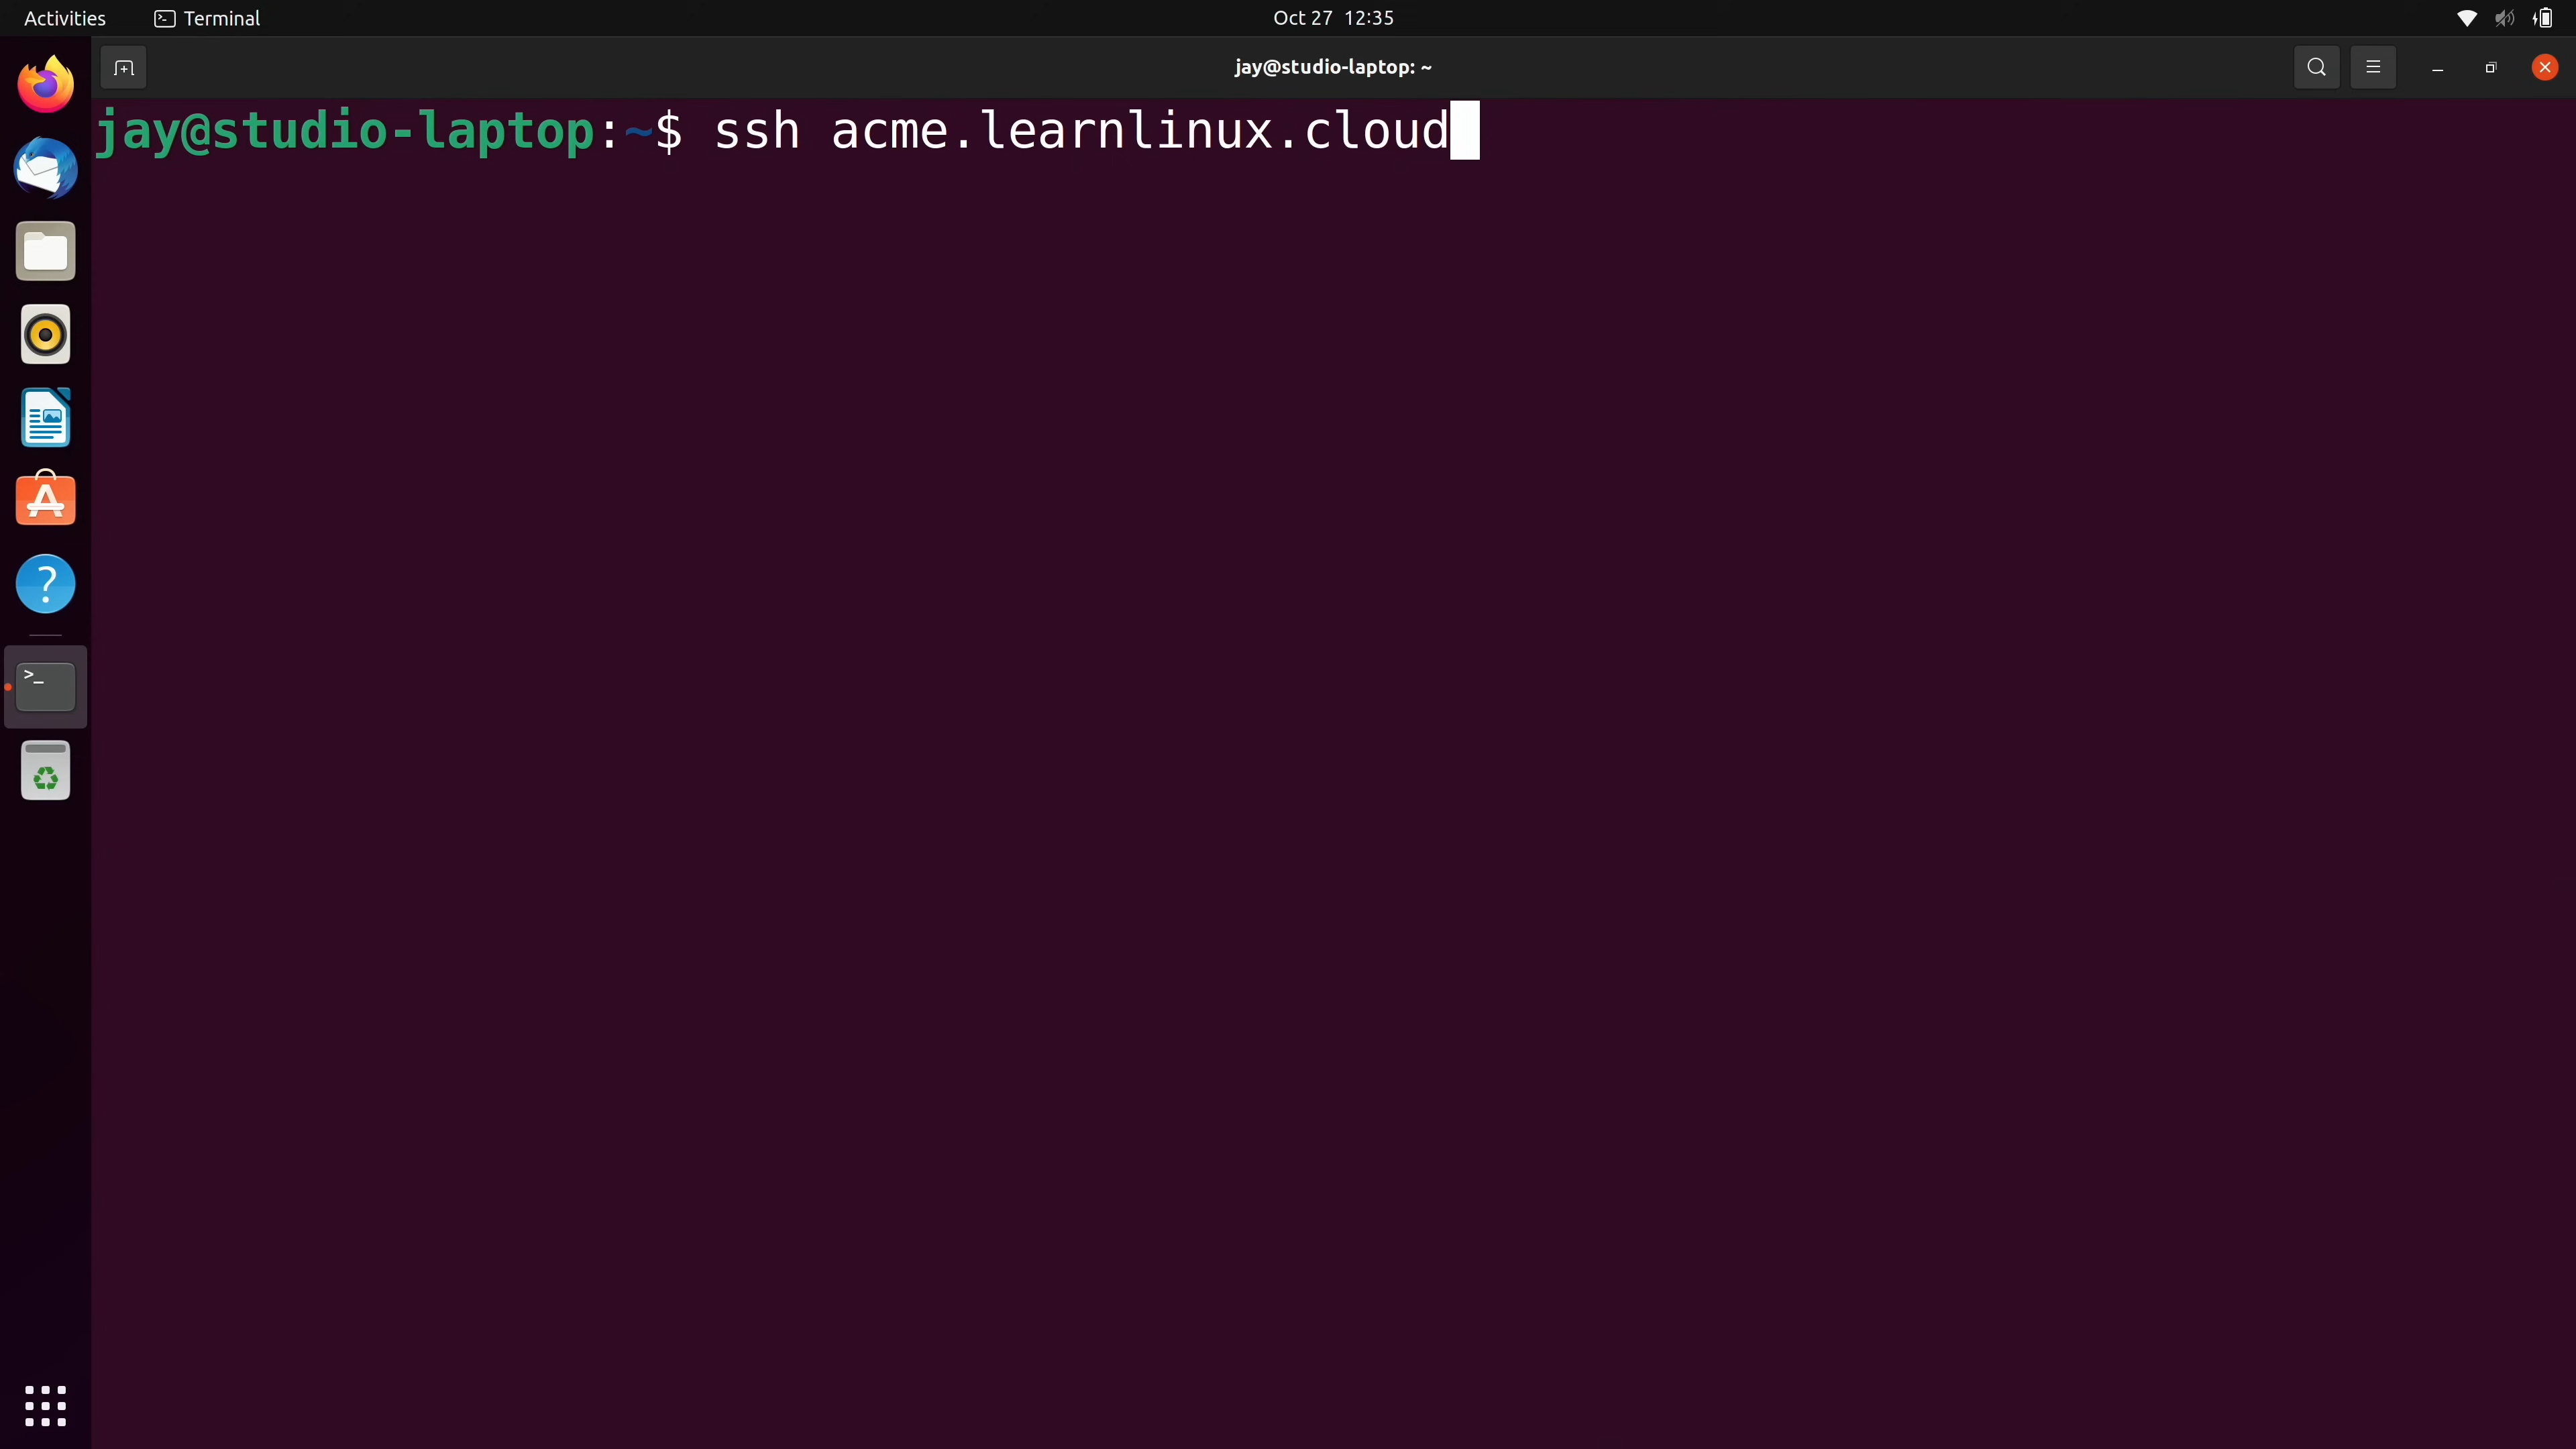 Activities Terminal Oct 27 12:35
jay@studio-laptop: ~
jay@studio-laptop:~$ ssh acme.learnlinux.cloud